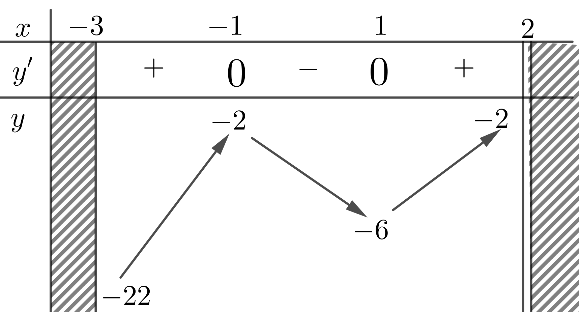 x −3 −1 1 2
y′ + 0 − 0 +
y −2 −2
−6
−22